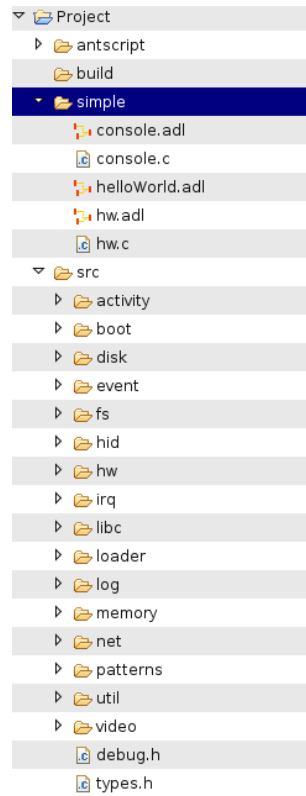 Project
antscript
build
simple
console.adl
console.c
helloWorld.adl
hw.adl
hw.c
src
activity
boot
disk
event
fs
hid
hw
irq
libc
loader
log
memory
net
patterns
util
video
debug.h
types.h